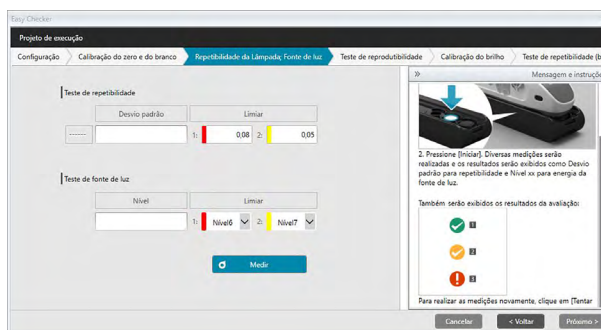 Easy Checker
Projeto de execução
Configuração
Calibração do zero e do branco
Repetibilidade da Lâmpada; Fonte de luz
Teste de reprodutibilidade
Calibração do brilho
Teste de repetibilidade (b
Teste de repetibilidade
Desvio padrão
Limiar
1: 0,08 2: 0,05
Teste de fonte de luz
Nível
Limiar
1: Nível6 2: Nível7
Medir
» Mensagem e instruçõe
2. Pressione [Iniciar]. Diversas medições serão
realizadas e os resultados serão exibidos como Desvio
padrão para repetibilidade e Nível xx para energia da
fonte de luz.
Também serão exibidos os resultados da avaliação:
1
2
3
Para realizar as medições novamente, clique em [Tentar
Cancelar
< Voltar
Próximo >